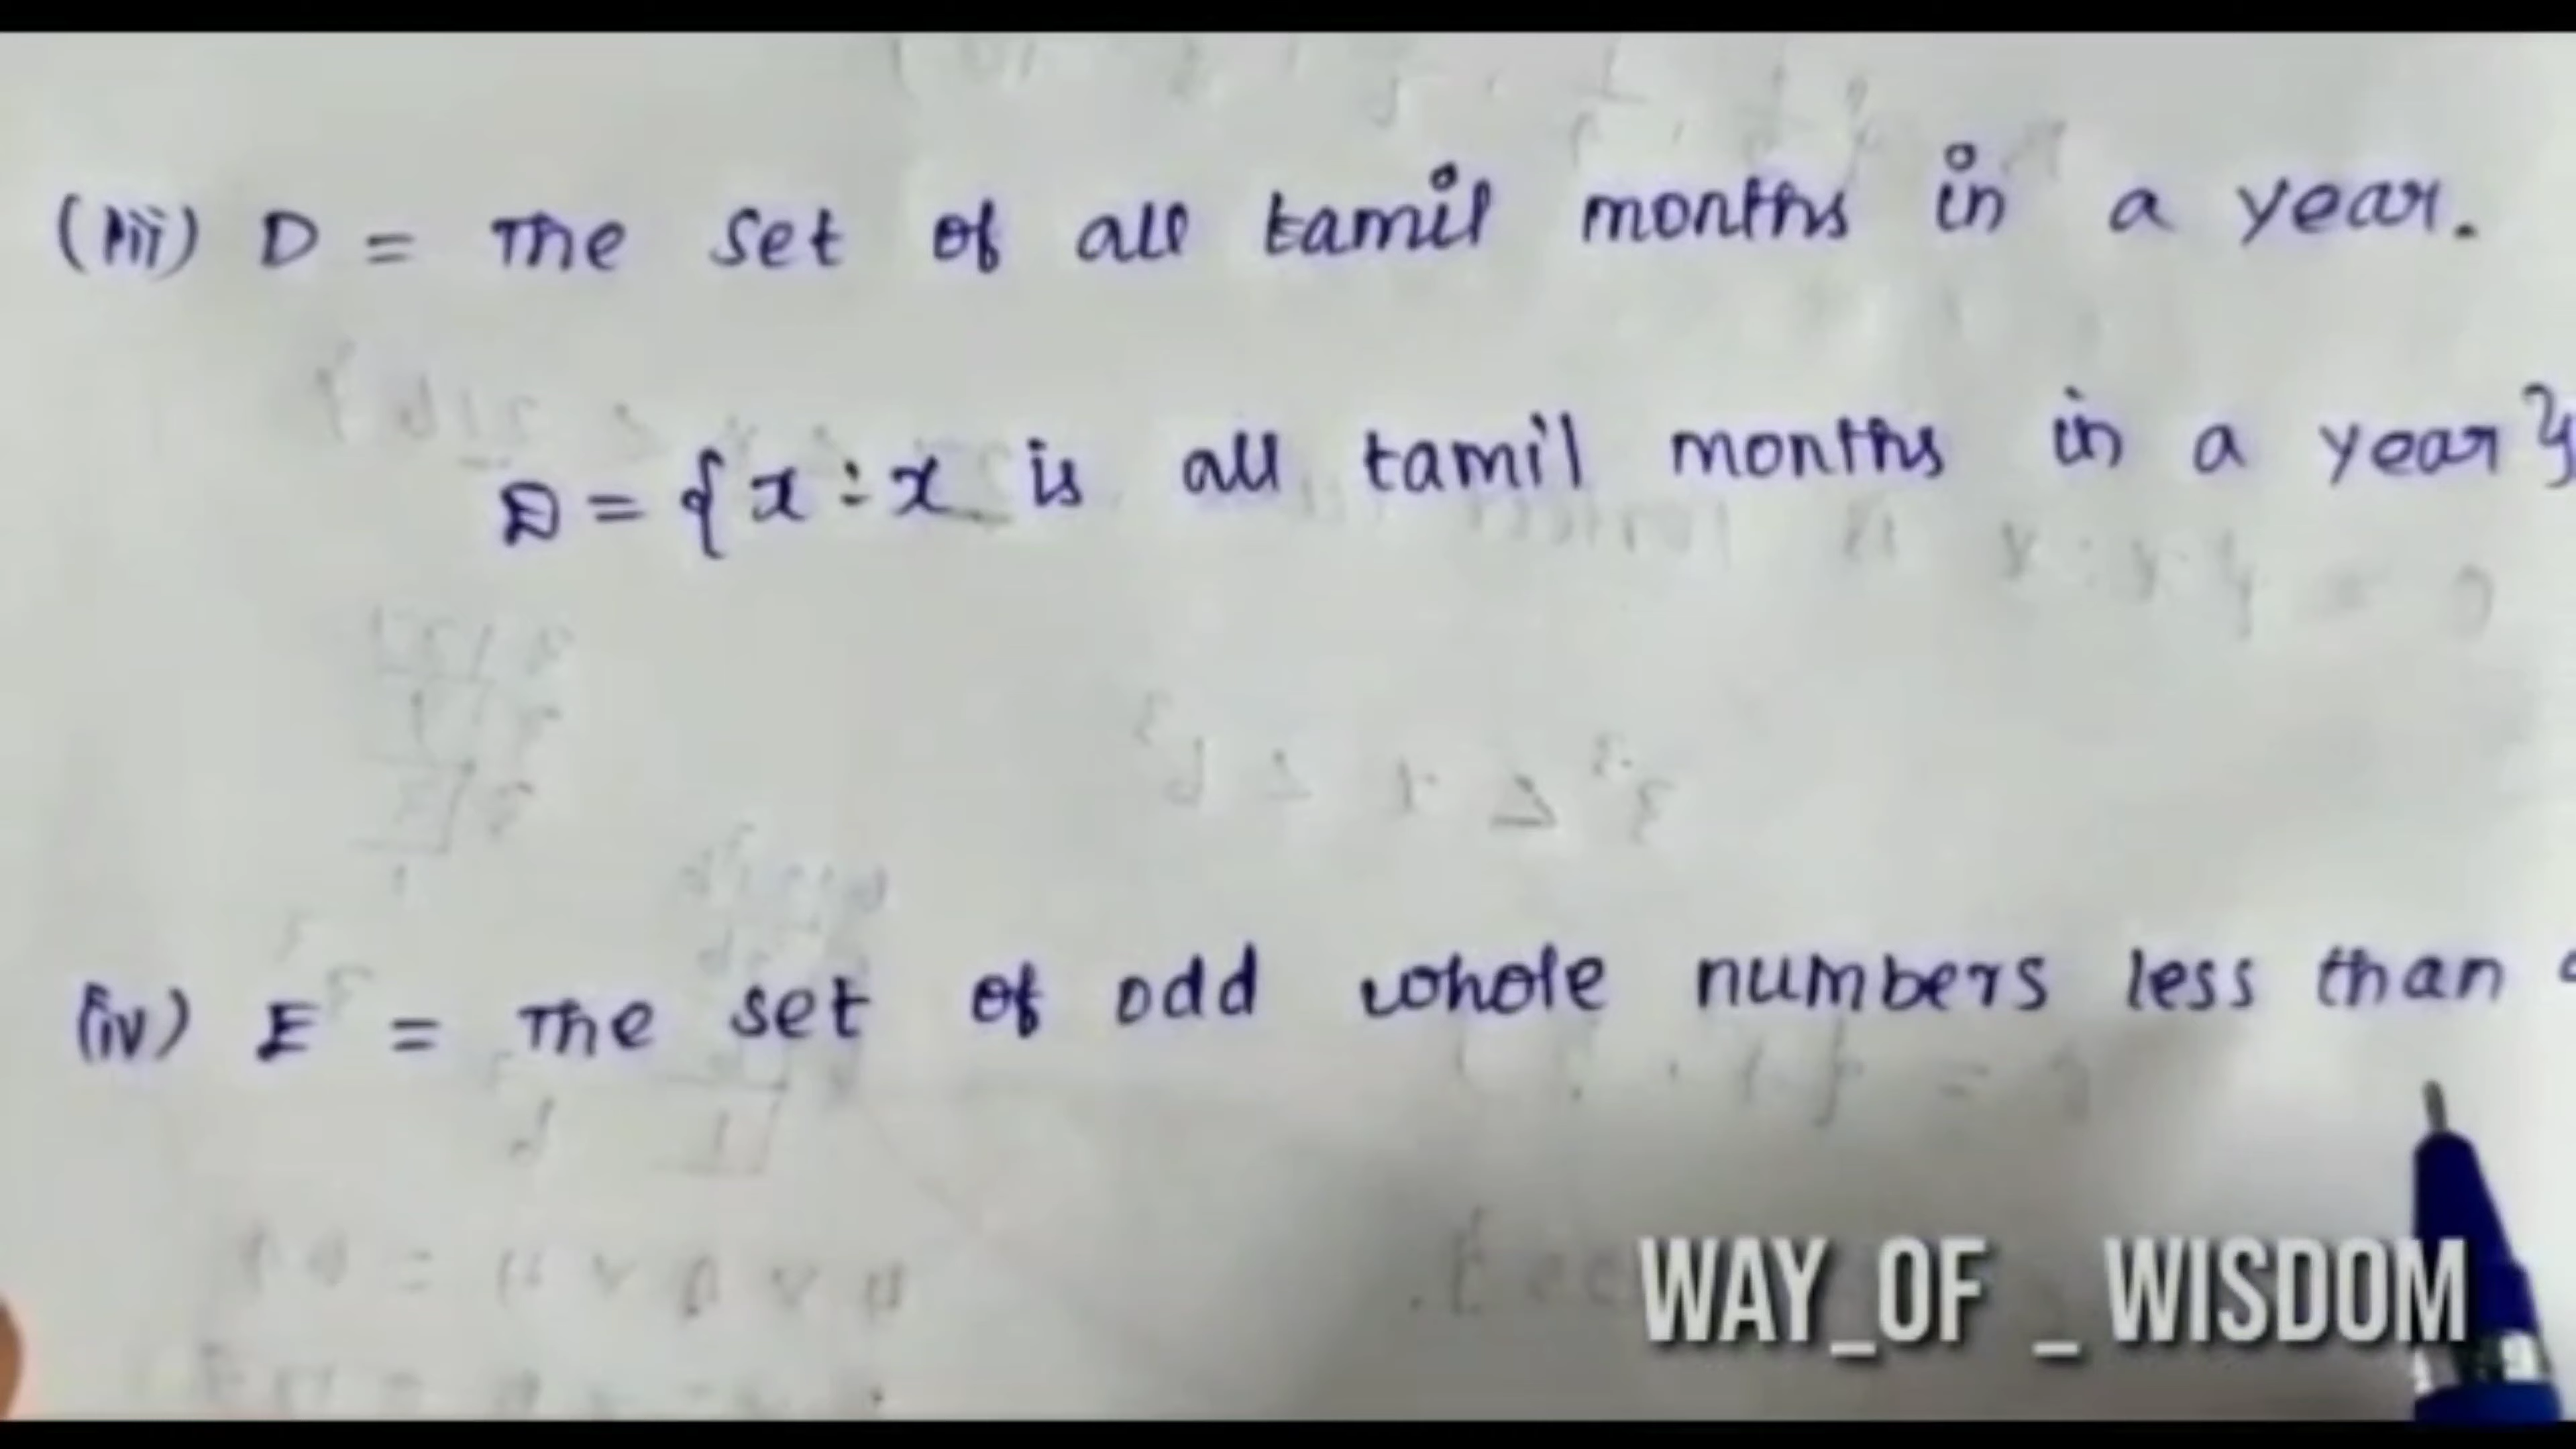 (iii) D = The set of all tamil months in a year.
D = {x : x is all tamil months in a year}
(iv) E = The set of odd whole numbers less than
WAY_OF _ WISDOM